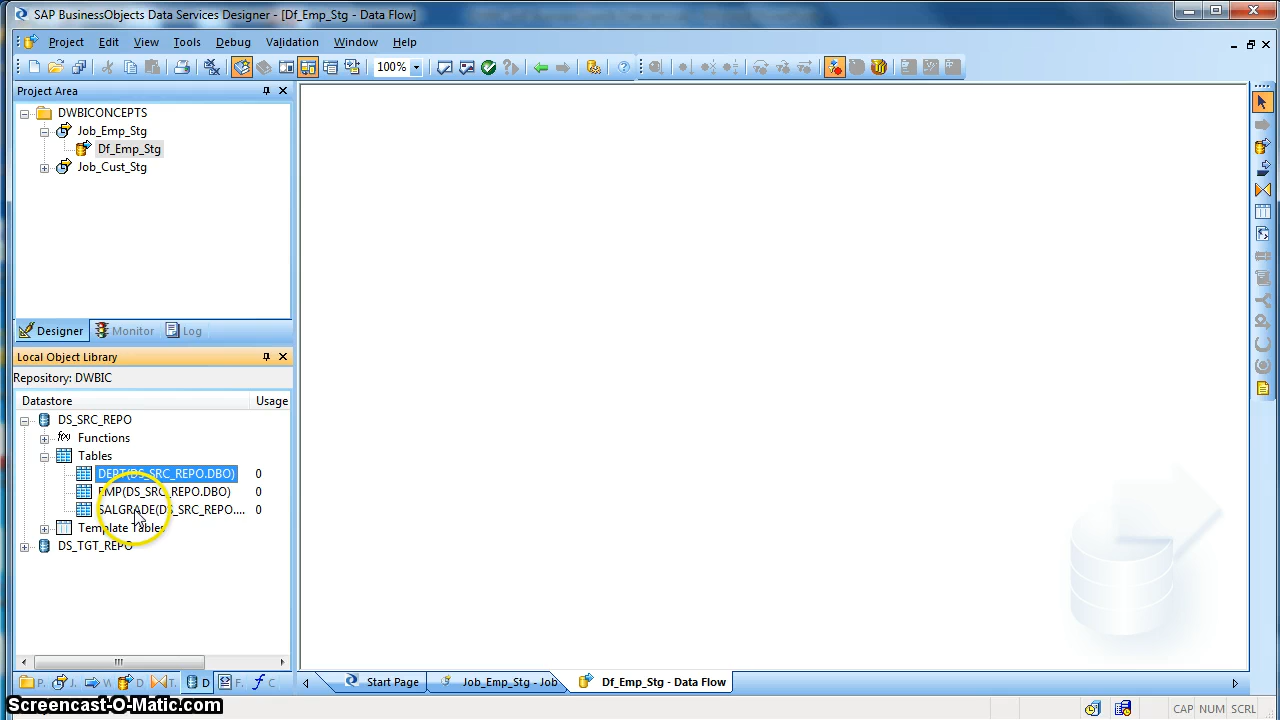 SAP BusinessObjects Data Services Designer - [Df_Emp_Stg - Data Flow]
Project Edit View Tools Debug Validation Window Help
100%
Project Area
DWBICONCEPTS
Job_Emp_Stg
Df_Emp_Stg
Job_Cust_Stg
Designer Monitor Log
Local Object Library
Repository: DWBIC
Datastore Usage
DS_SRC_REPO
f(x) Functions
Tables
DEPT(DS_SRC_REPO.DBO) 0
EMP(DS_SRC_REPO.DBO) 0
SALGRADE(DS_SRC_REPO.... 0
Template Tables
DS_TGT_REPO
P. J. W D T. D F. C
Start Page Job_Emp_Stg - Job Df_Emp_Stg - Data Flow
Screencast-O-Matic.com
CAP NUM SCRL